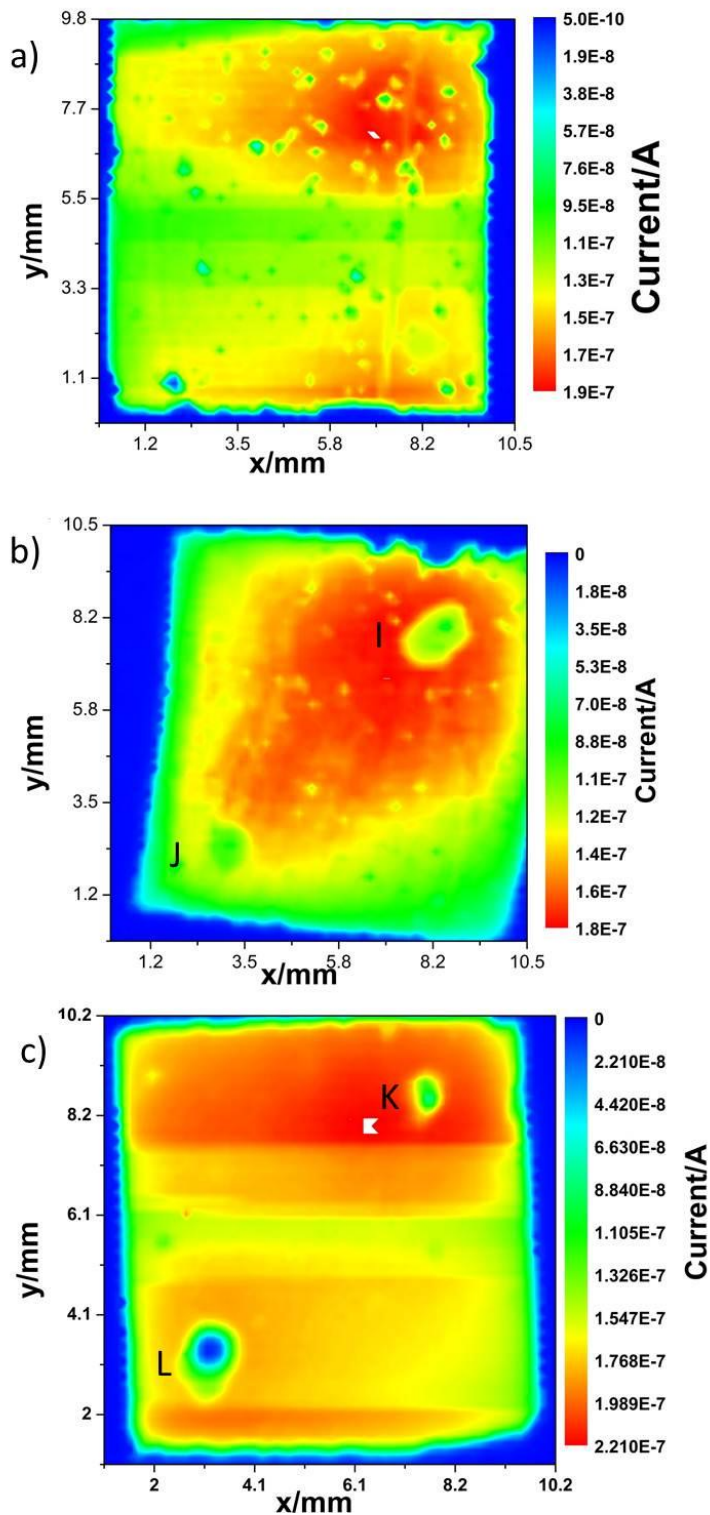 a)
9.8
7.7
5.5
3.3
1.1
y/mm
1.2 3.5 5.8 8.2 10.5
x/mm
5.0E-10
1.9E-8
3.8E-8
5.7E-8
7.6E-8
9.5E-8
1.1E-7
1.3E-7
1.5E-7
1.7E-7
1.9E-7
Current/A
b)
10.5
8.2
5.8
3.5
1.2
y/mm
I
J
1.2 3.5 5.8 8.2 10.5
x/mm
0
1.8E-8
3.5E-8
5.3E-8
7.0E-8
8.8E-8
1.1E-7
1.2E-7
1.4E-7
1.6E-7
1.8E-7
Current/A
c)
10.2
8.2
6.1
4.1
2
y/mm
K
L
2 4.1 6.1 8.2 10.2
x/mm
0
2.210E-8
4.420E-8
6.630E-8
8.840E-8
1.105E-7
1.326E-7
1.547E-7
1.768E-7
1.989E-7
2.210E-7
Current/A